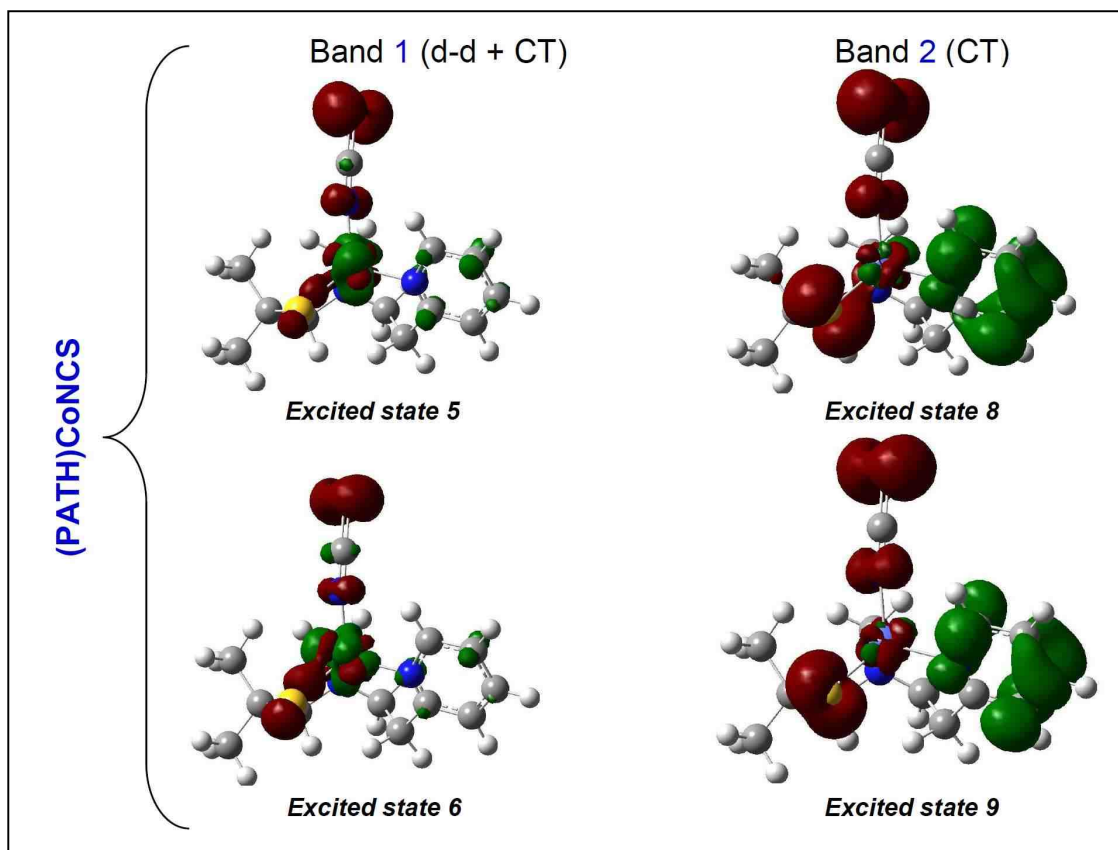 (PATH)CoNCS
Band 1 (d-d + CT)
Band 2 (CT)
Excited state 5
Excited state 8
Excited state 6
Excited state 9